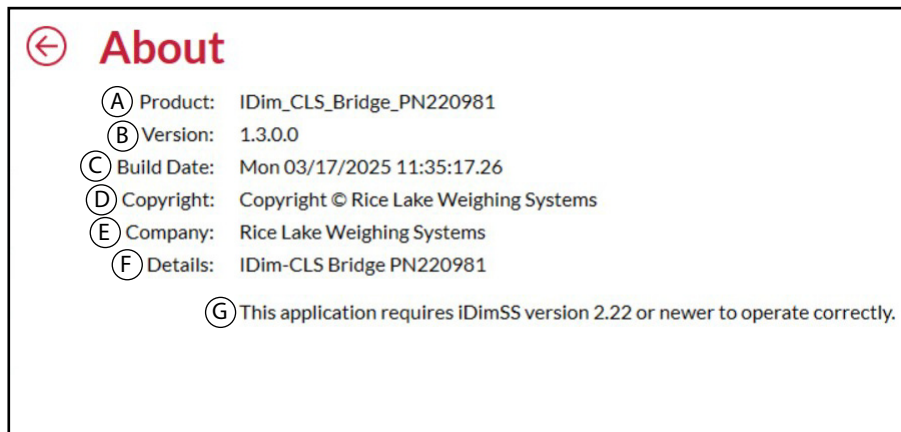 About
A Product: IDim_CLS_Bridge_PN220981
B Version: 1.3.0.0
C Build Date: Mon 03/17/2025 11:35:17.26
D Copyright: Copyright © Rice Lake Weighing Systems
E Company: Rice Lake Weighing Systems
F Details: IDim-CLS Bridge PN220981
G This application requires iDimSS version 2.22 or newer to operate correctly.